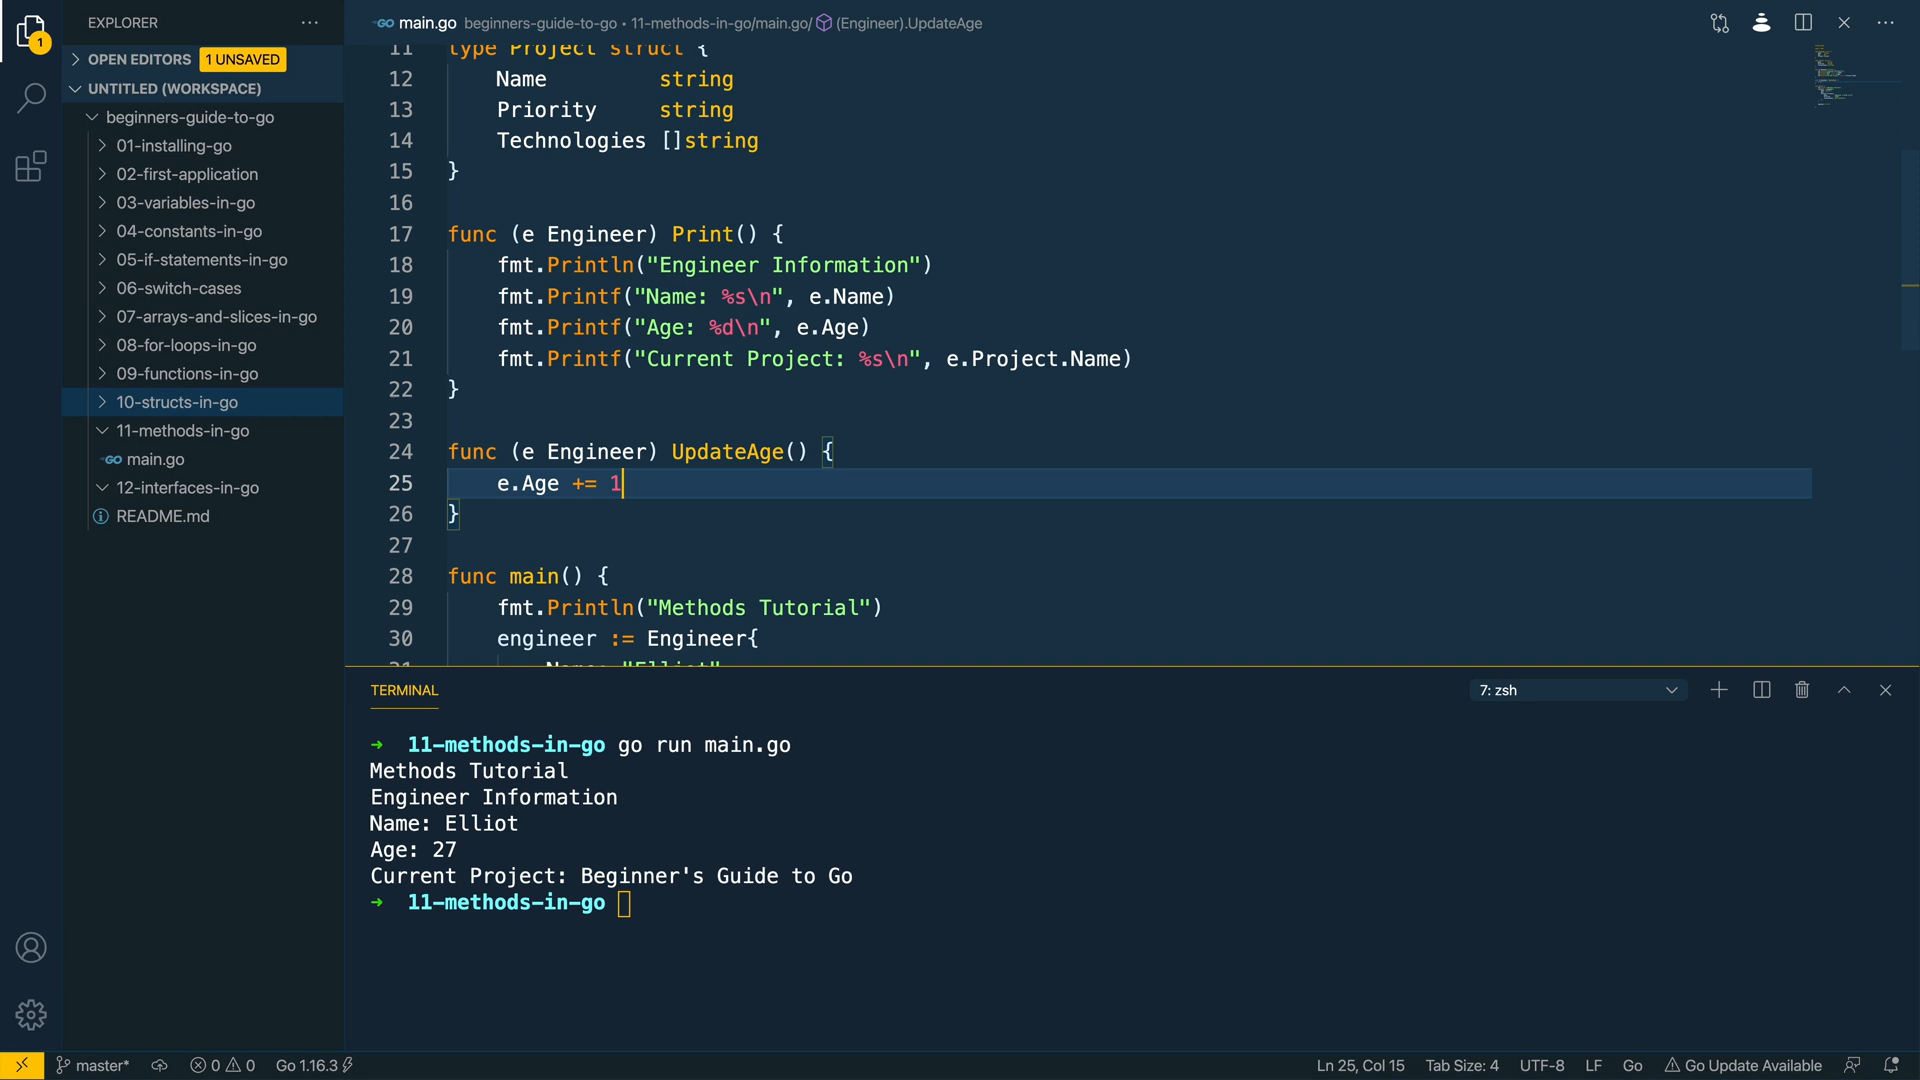 1
EXPLORER
OPEN EDITORS 1 UNSAVED
UNTITLED (WORKSPACE)
beginners-guide-to-go
01-installing-go
02-first-application
03-variables-in-go
04-constants-in-go
05-if-statements-in-go
06-switch-cases
07-arrays-and-slices-in-go
08-for-loops-in-go
09-functions-in-go
10-structs-in-go
11-methods-in-go
GO main.go
12-interfaces-in-go
README.md
GO main.go beginners-guide-to-go • 11-methods-in-go/main.go/ (Engineer).UpdateAge
11 type Project struct {
12 Name string
13 Priority string
14 Technologies []string
15 }
16
17 func (e Engineer) Print() {
18 fmt.Println("Engineer Information")
19 fmt.Printf("Name: %s\n", e.Name)
20 fmt.Printf("Age: %d\n", e.Age)
21 fmt.Printf("Current Project: %s\n", e.Project.Name)
22 }
23
24 func (e Engineer) UpdateAge() {
25 e.Age += 1
26 }
27
28 func main() {
29 fmt.Println("Methods Tutorial")
30 engineer := Engineer{
31 Name: "Elliot"
TERMINAL
7: zsh
→ 11-methods-in-go go run main.go
Methods Tutorial
Engineer Information
Name: Elliot
Age: 27
Current Project: Beginner's Guide to Go
→ 11-methods-in-go
master* 0 0 Go 1.16.3 Ln 25, Col 15 Tab Size: 4 UTF-8 LF Go Go Update Available